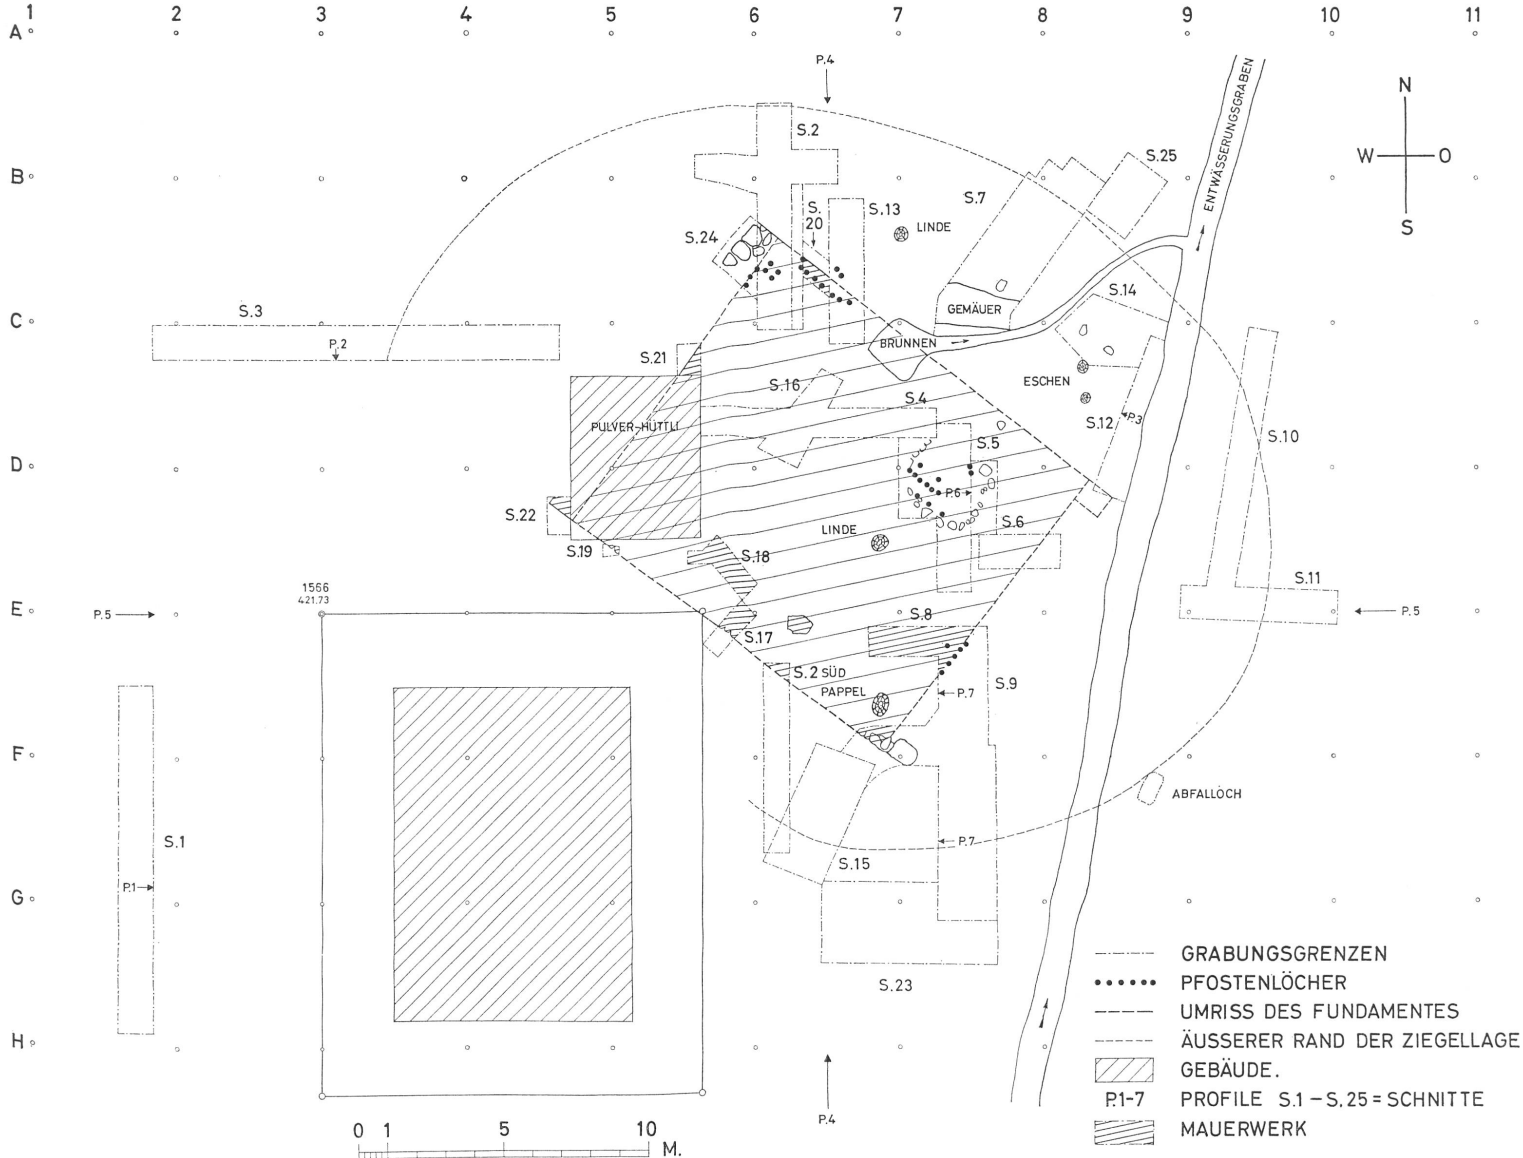 1 2 3 4 5 6 7 8 9 10 11
A
P.4
N
S.2
W O
S.25
ENTWÄSSERUNGSGRABEN
B
S.7
S.
20
S.13
LINDE
S
S.24
S.14
GEMÄUER
S.3
C
P.2
S.21
BRUNNEN
S.16
ESCHEN
S.4
S.12
P.3
PULVER-HÜTTLI
S.5
S.10
D
P.6
S.22
LINDE
S.6
S.19
S.18
S.11
1566
421.73
E
P.5
P.5
S.8
S.17
S.2 SÜD
S.9
PAPPEL
P.7
F
ABFALLOCH
S.1
P.7
S.15
P.1
G
GRABUNGSGRENZEN
S.23
PFOSTENLÖCHER
UMRISS DES FUNDAMENTES
H
ÄUSSERER RAND DER ZIEGELLAGE
GEBÄUDE.
P.1-7 PROFILE S.1 – S.25 = SCHNITTE
P.4
MAUERWERK
0 1 5 10
M.